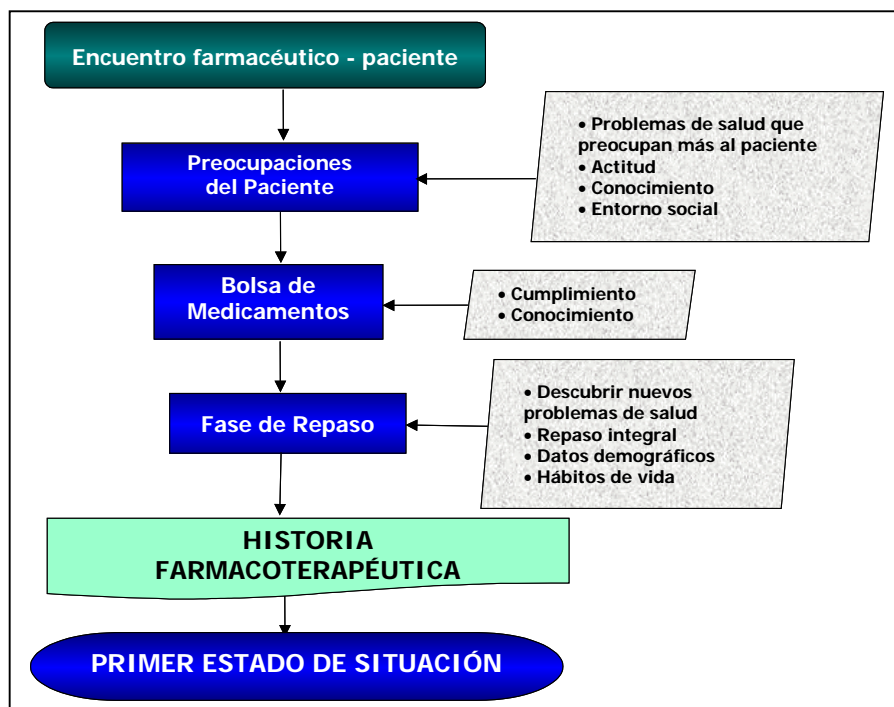 Encuentro farmacéutico - paciente
Preocupaciones
del Paciente
• Problemas de salud que
preocupan más al paciente
• Actitud
• Conocimiento
• Entorno social
Bolsa de
Medicamentos
• Cumplimiento
• Conocimiento
Fase de Repaso
• Descubrir nuevos
problemas de salud
• Repaso integral
• Datos demográficos
• Hábitos de vida
HISTORIA
FARMACOTERAPÉUTICA
PRIMER ESTADO DE SITUACIÓN